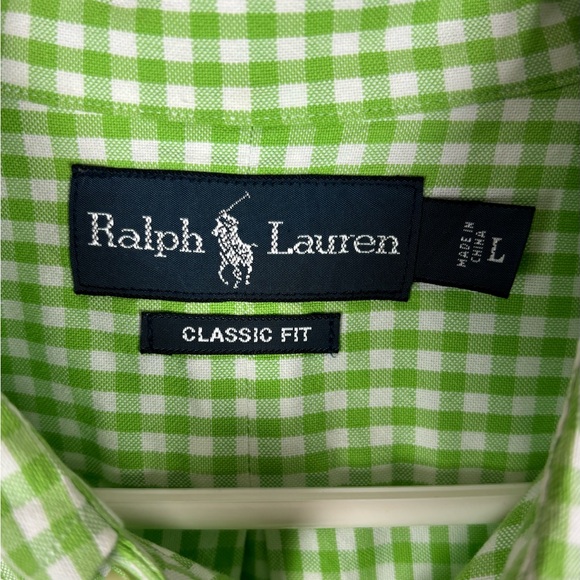 Ralph Lauren
MADE IN
CHINA
L
CLASSIC FIT